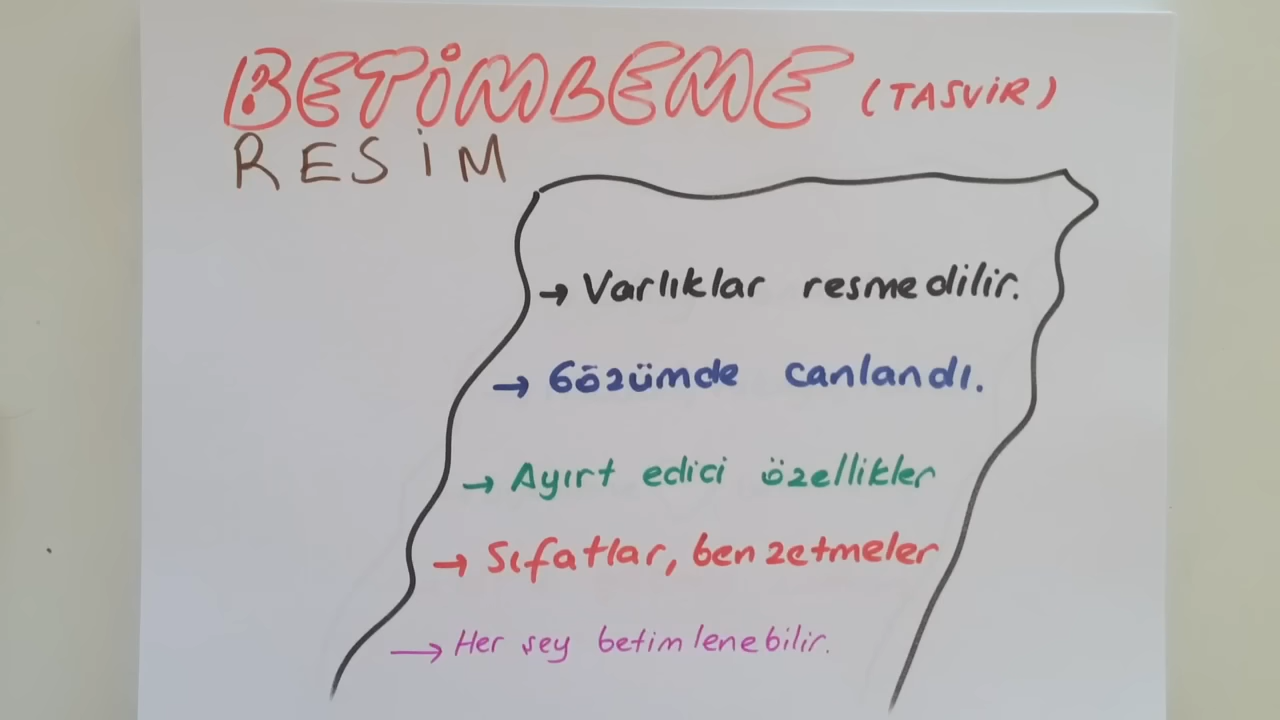 BETİMLEME (TASVİR)
RESİM
→ Varlıklar resmedilir.
→ Gözümde canlandı.
→ Ayırt edici özellikler
→ Sıfatlar, benzetmeler
→ Her şey betimlenebilir.